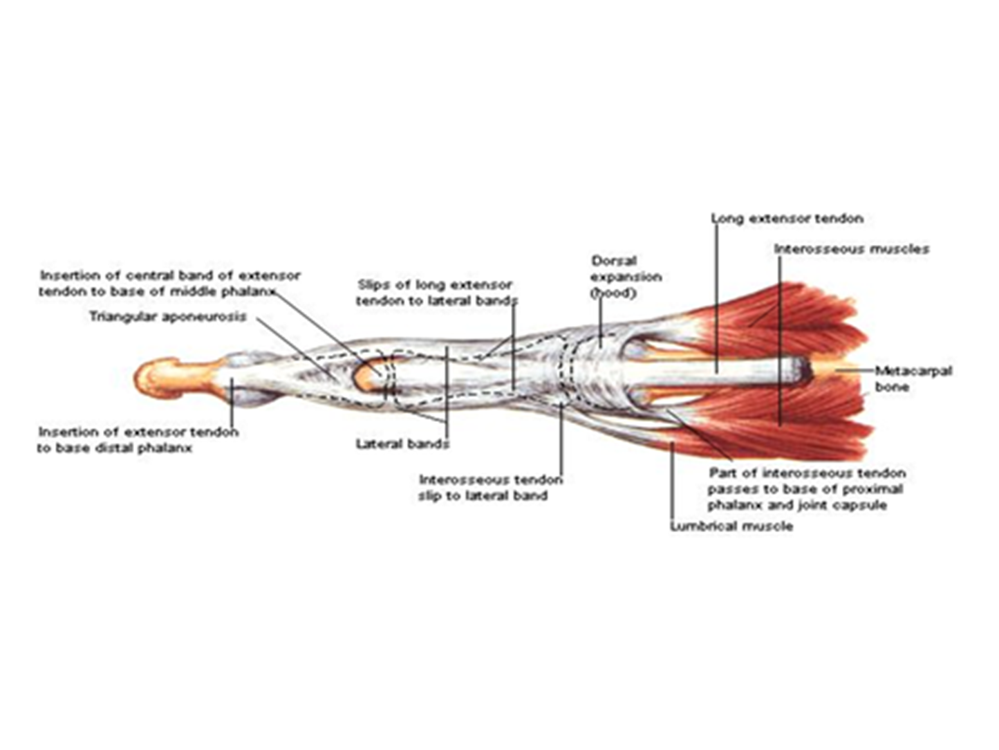 Long extensor tendon
Interosseous muscles
Dorsal
expansion
(hood)
Insertion of central band of extensor
tendon to base of middle phalanx
Slips of long extensor
tendon to lateral bands
Triangular aponeurosis
Metacarpal
bone
Insertion of extensor tendon
to base distal phalanx
Lateral bands
Interosseous tendon
slip to lateral band
Part of interosseous tendon
passes to base of proximal
phalanx and joint capsule
Lumbrical muscle